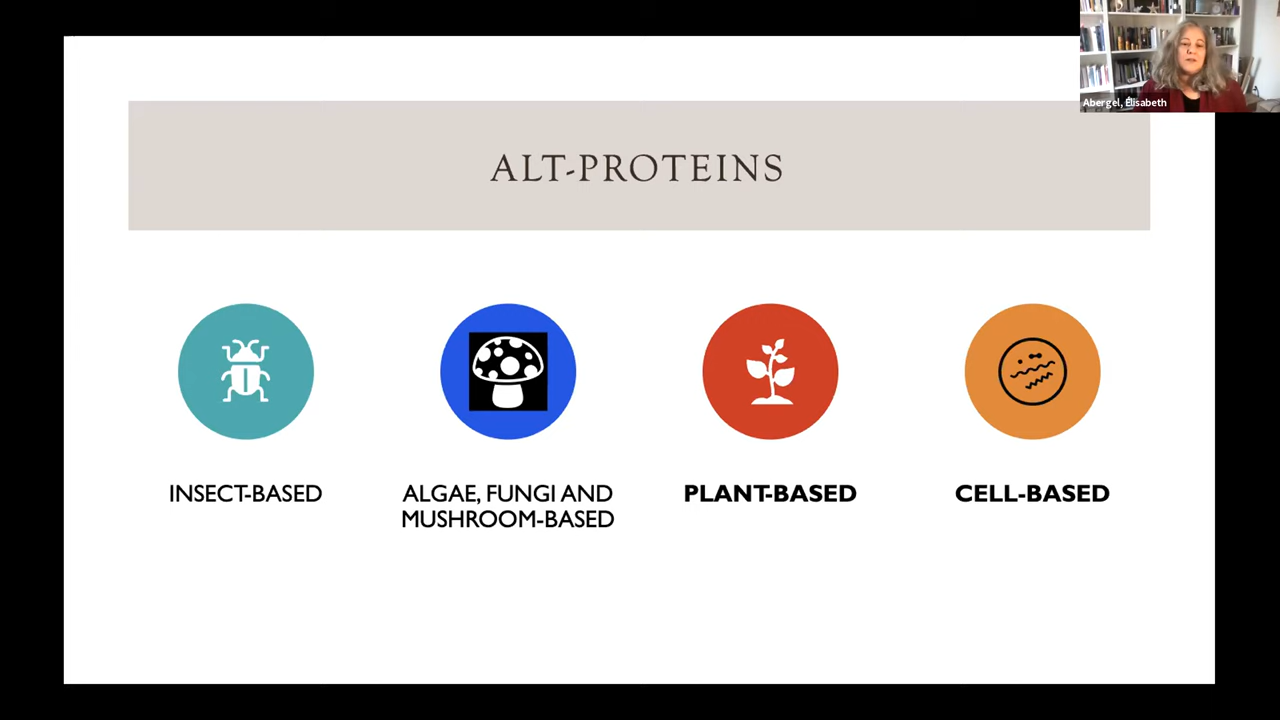 Abergel, Élisabeth
ALT-PROTEINS
INSECT-BASED
ALGAE, FUNGI AND
MUSHROOM-BASED
PLANT-BASED
CELL-BASED